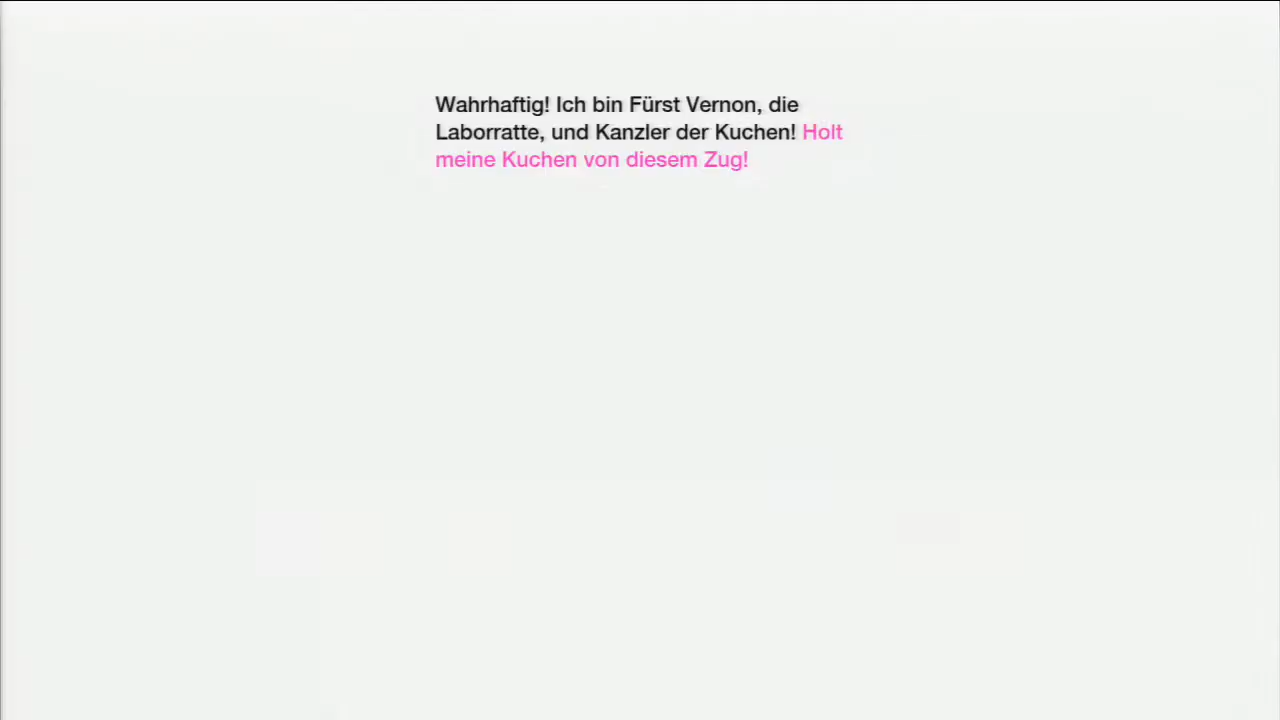 Wahrhaftig! Ich bin Fürst Vernon, die
Laborratte, und Kanzler der Kuchen! Holt
meine Kuchen von diesem Zug!